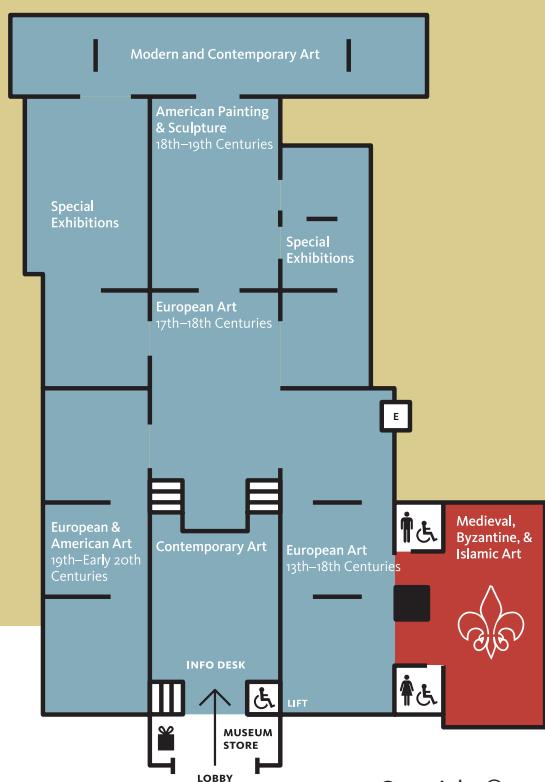 Modern and Contemporary Art
American Painting
& Sculpture
18th–19th Centuries
Special
Exhibitions
Special
Exhibitions
European Art
17th–18th Centuries
E
European &
American Art
19th–Early 20th
Centuries
Contemporary Art
European Art
13th–18th Centuries
Medieval,
Byzantine, &
Islamic Art
INFO DESK
LIFT
MUSEUM
STORE
LOBBY